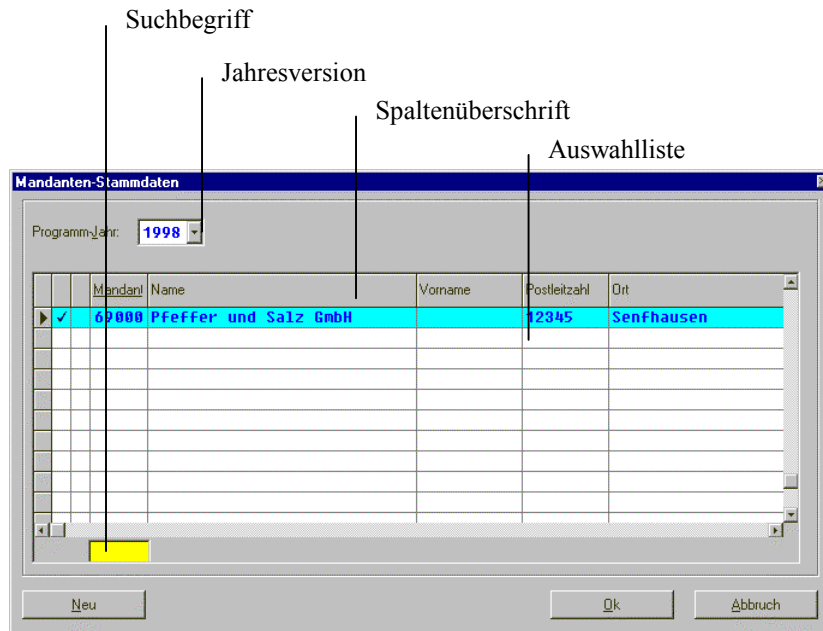 Suchbegriff
Jahresversion
Spaltenüberschrift
Auswahlliste
Mandanten-Stammdaten
Programm-Jahr: 1998
Mandant Name Vorname Postleitzahl Ort
69000 Pfeffer und Salz GmbH 12345 Senfhausen
Neu Ok Abbruch